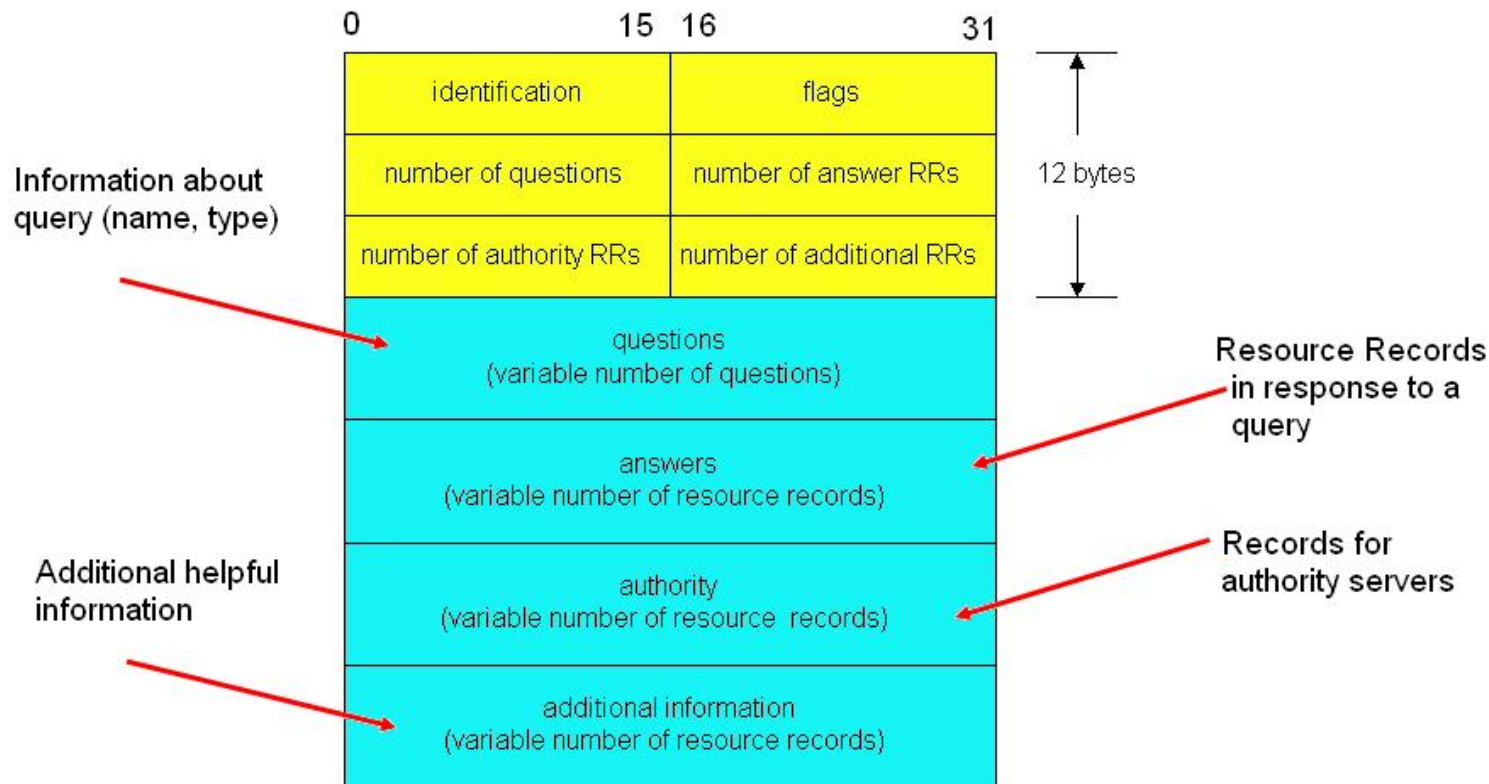 0 15 16 31
identification flags
number of questions number of answer RRs
12 bytes
number of authority RRs number of additional RRs
Information about
query (name, type)
questions
(variable number of questions)
Resource Records
in response to a
query
answers
(variable number of resource records)
Records for
authority servers
authority
(variable number of resource records)
Additional helpful
information
additional information
(variable number of resource records)